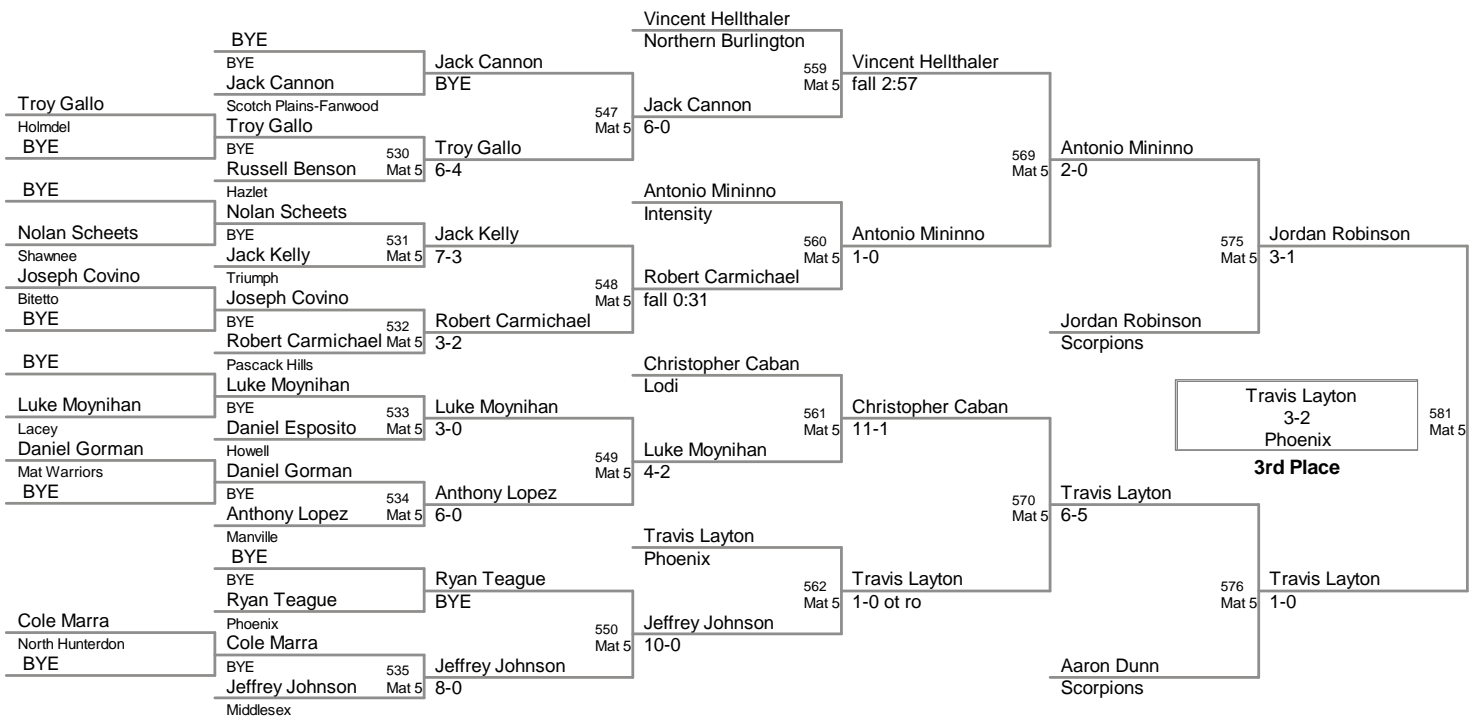 Troy Gallo
Holmdel
BYE
BYE
Nolan Scheets
Shawnee
Joseph Covino
Bitetto
BYE
BYE
Luke Moynihan
Lacey
Daniel Gorman
Mat Warriors
BYE
Cole Marra
North Hunterdon
BYE
BYE
BYE
Jack Cannon
Scotch Plains-Fanwood
Troy Gallo
BYE
530
Russell Benson Mat 5
Hazlet
Nolan Scheets
BYE
531
Jack Kelly Mat 5
Triumph
Joseph Covino
BYE
532
Robert Carmichael Mat 5
Pascack Hills
Luke Moynihan
BYE
533
Daniel Esposito Mat 5
Howell
Daniel Gorman
BYE
534
Anthony Lopez Mat 5
Manville
BYE
BYE
Ryan Teague
Phoenix
Cole Marra
BYE
535
Jeffrey Johnson Mat 5
Middlesex
Jack Cannon
BYE
547
Mat 5
Troy Gallo
6-4
Jack Kelly
7-3
548
Mat 5
Robert Carmichael
3-2
Luke Moynihan
3-0
549
Mat 5
Anthony Lopez
6-0
Ryan Teague
BYE
550
Mat 5
Jeffrey Johnson
8-0
Vincent Hellthaler
Northern Burlington
559
Mat 5
Jack Cannon
6-0
Antonio Mininno
Intensity
560
Mat 5
Robert Carmichael
fall 0:31
Christopher Caban
Lodi
561
Mat 5
Luke Moynihan
4-2
Travis Layton
Phoenix
562
Mat 5
Jeffrey Johnson
10-0
Vincent Hellthaler
fall 2:57
569
Mat 5
Antonio Mininno
1-0
Christopher Caban
11-1
570
Mat 5
Travis Layton
1-0 ot ro
Antonio Mininno
2-0
575
Mat 5
Jordan Robinson
Scorpions
Travis Layton
6-5
576
Mat 5
Aaron Dunn
Scorpions
Jordan Robinson
3-1
Travis Layton
3-2
Phoenix
3rd Place
581
Mat 5
Travis Layton
1-0